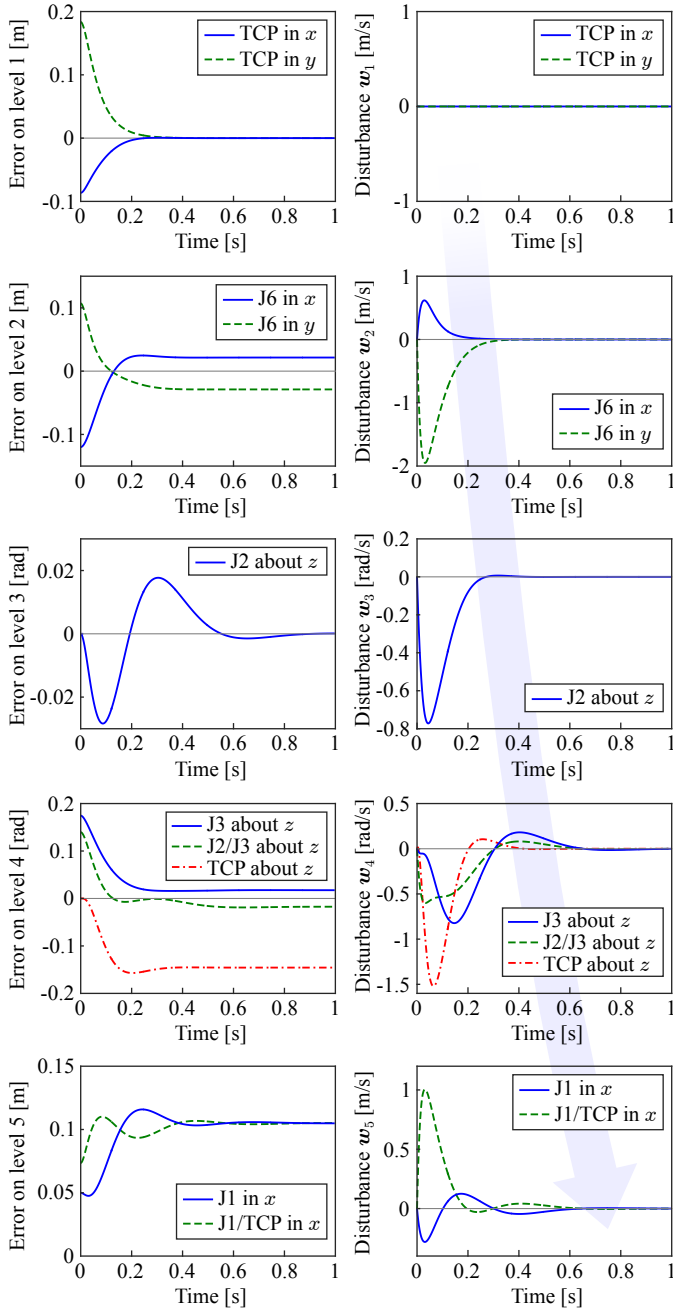 Error on level 1 [m]
0.2
0.1
0
-0.1
0 0.2 0.4 0.6 0.8 1
Time [s]
TCP in x
TCP in y
Disturbance w1 [m/s]
1
0
-1
0 0.2 0.4 0.6 0.8 1
Time [s]
TCP in x
TCP in y
Error on level 2 [m]
0.1
0
-0.1
0 0.2 0.4 0.6 0.8 1
Time [s]
J6 in x
J6 in y
Disturbance w2 [m/s]
1
0
-1
-2
0 0.2 0.4 0.6 0.8 1
Time [s]
J6 in x
J6 in y
Error on level 3 [rad]
0.02
0
-0.02
0 0.2 0.4 0.6 0.8 1
Time [s]
J2 about z
Disturbance w3 [rad/s]
0.2
0
-0.2
-0.4
-0.6
-0.8
0 0.2 0.4 0.6 0.8 1
Time [s]
J2 about z
Error on level 4 [rad]
0.2
0.1
0
-0.1
-0.2
0 0.2 0.4 0.6 0.8 1
Time [s]
J3 about z
J2/J3 about z
TCP about z
Disturbance w4 [rad/s]
0.5
0
-0.5
-1
-1.5
0 0.2 0.4 0.6 0.8 1
Time [s]
J3 about z
J2/J3 about z
TCP about z
Error on level 5 [m]
0.15
0.1
0.05
0
0 0.2 0.4 0.6 0.8 1
Time [s]
J1 in x
J1/TCP in x
Disturbance w5 [m/s]
1
0.5
0
0 0.2 0.4 0.6 0.8 1
Time [s]
J1 in x
J1/TCP in x